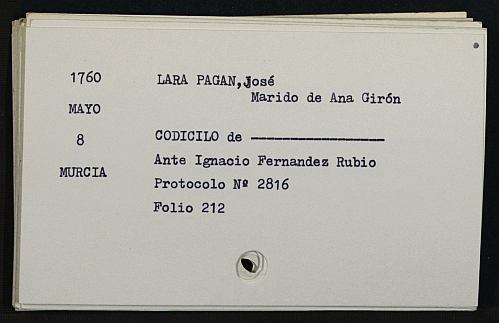 1760
MAYO
8
MURCIA
LARA PAGAN, José
Marido de Ana Girón
CODICILO de -----------------
Ante Ignacio Fernandez Rubio
Protocolo Nº 2816
Folio 212